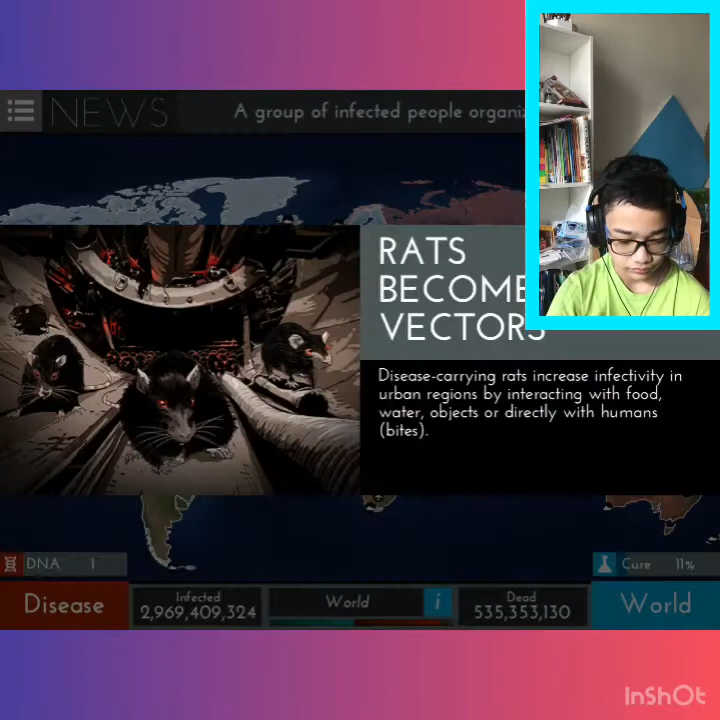 NEWS
A group of infected people organiz
RATS
BECOME
VECTORS
Disease-carrying rats increase infectivity in
urban regions by interacting with food,
water, objects or directly with humans
(bites).
DNA 1
Cure 11%
Disease
Infected
2,969,409,324
World
i
Dead
535,353,130
World
InShOt